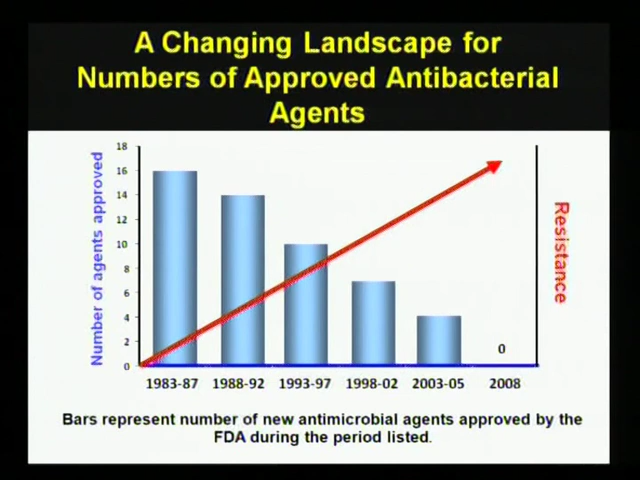 A Changing Landscape for
Numbers of Approved Antibacterial
Agents
Number of agents approved
18
16
14
12
10
8
6
4
2
0
0
Resistance
1983-87 1988-92 1993-97 1998-02 2003-05 2008
Bars represent number of new antimicrobial agents approved by the
FDA during the period listed.